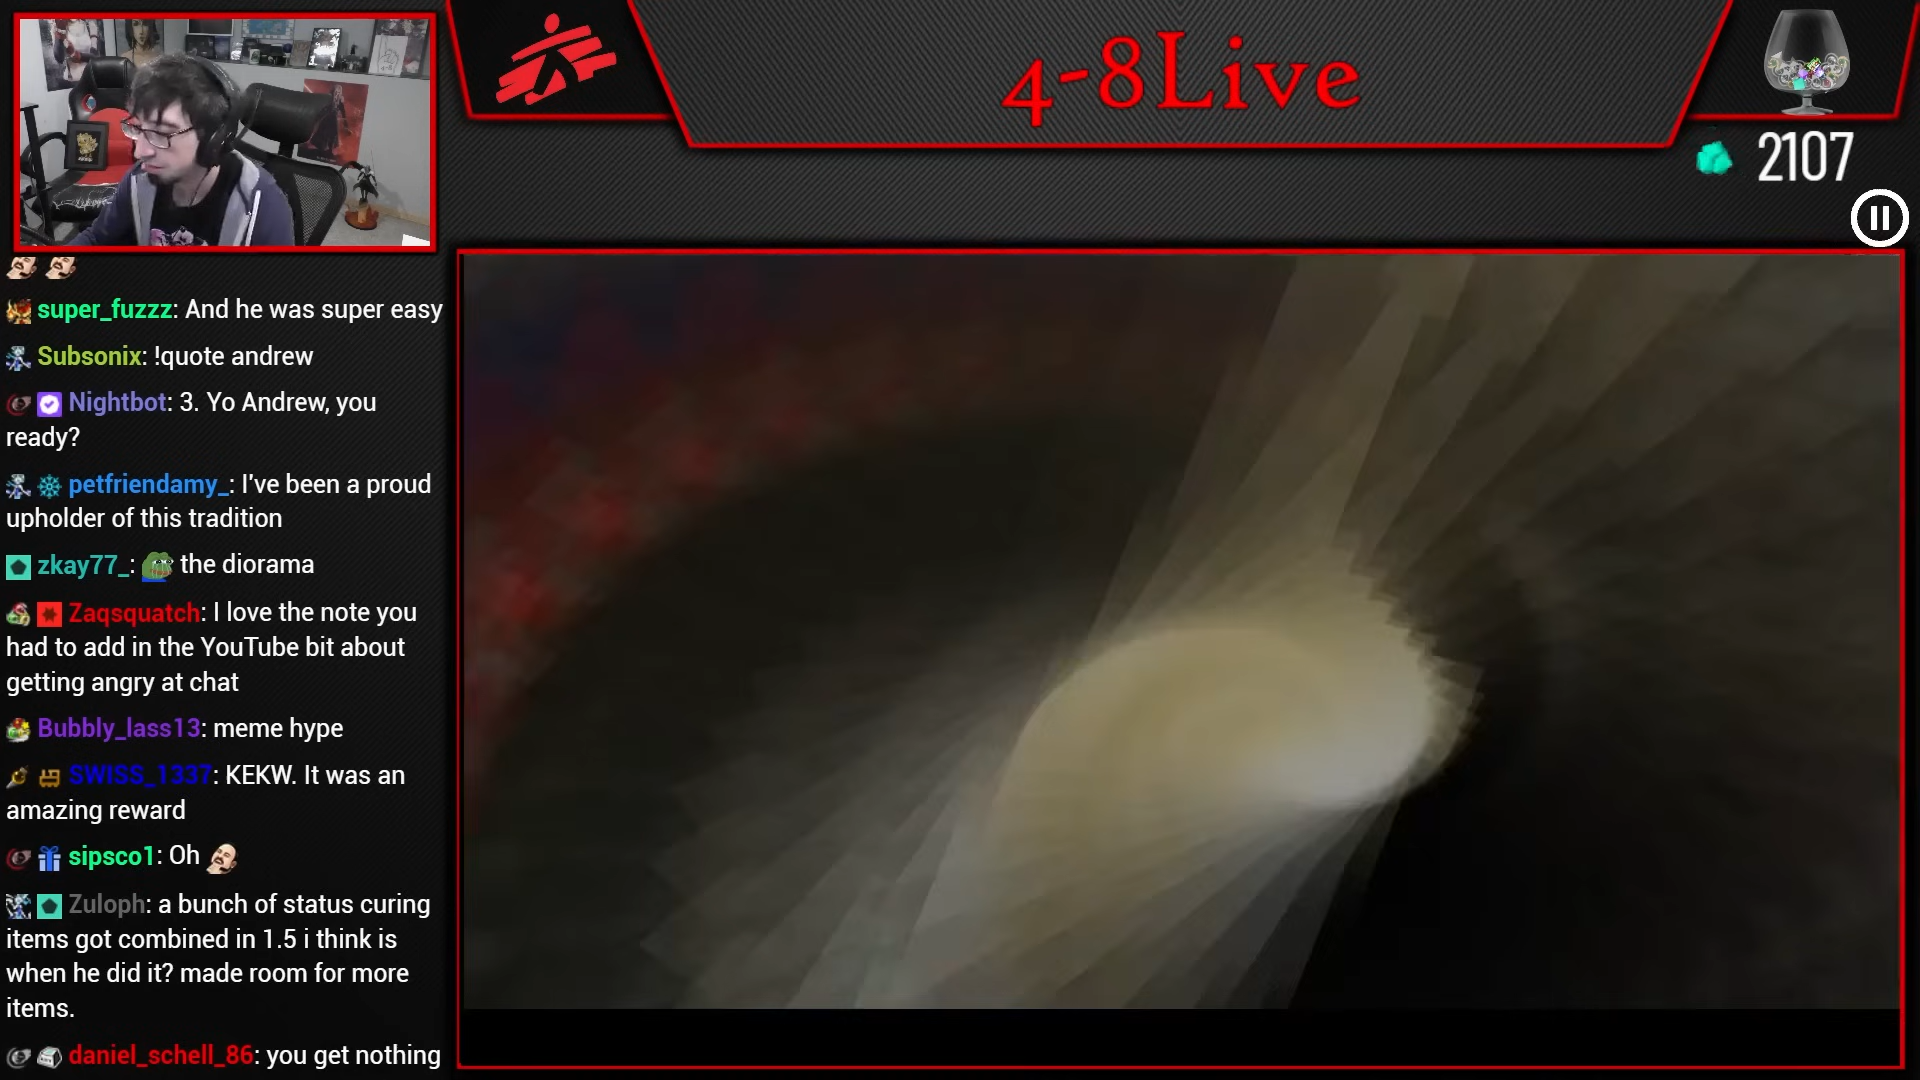 4-8Live
2107
super_fuzzz: And he was super easy
Subsonix: !quote andrew
Nightbot: 3. Yo Andrew, you
ready?
petfriendamy_: I've been a proud
upholder of this tradition
zkay77_: the diorama
Zaqsquatch: I love the note you
had to add in the YouTube bit about
getting angry at chat
Bubbly_lass13: meme hype
SWISS_1337: KEKW. It was an
amazing reward
sipsco1: Oh
Zuloph: a bunch of status curing
items got combined in 1.5 i think is
when he did it? made room for more
items.
daniel_schell_86: you get nothing